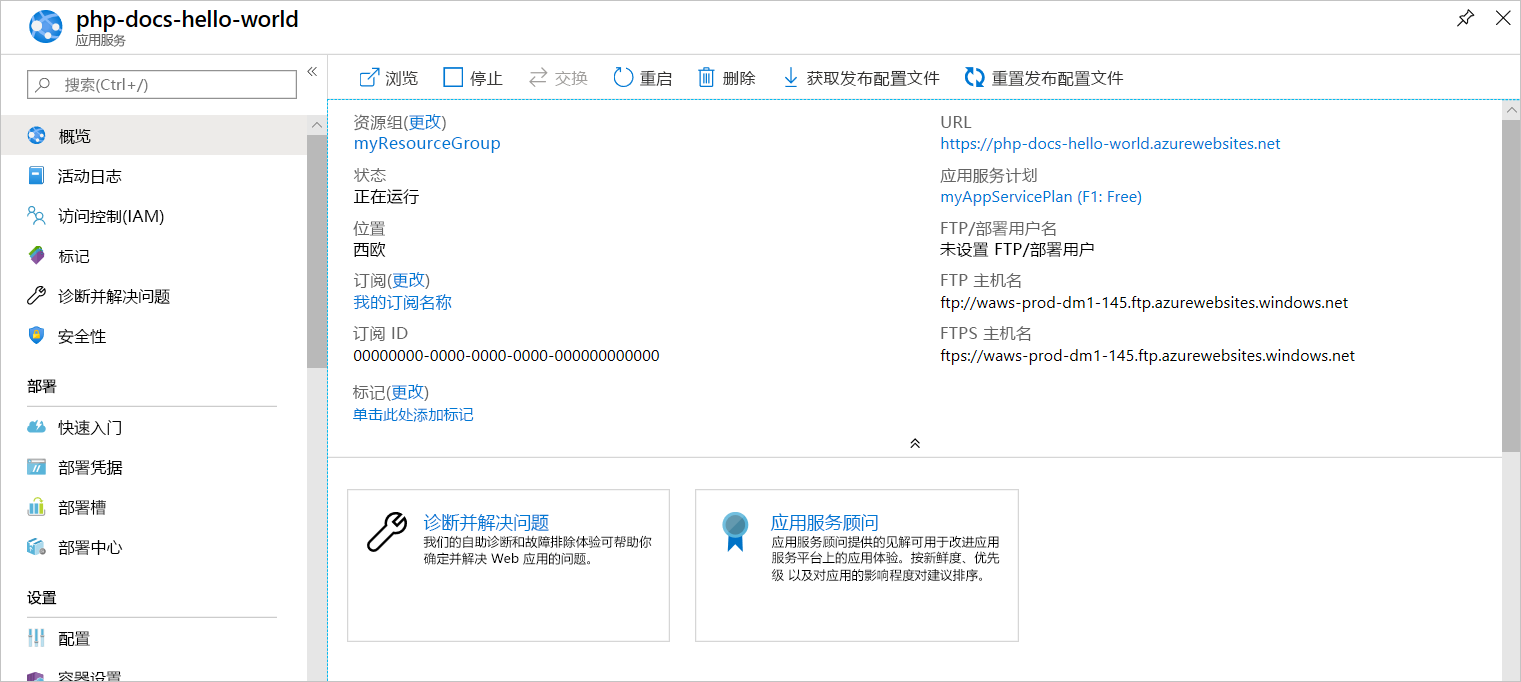 php-docs-hello-world
应用服务
搜索(Ctrl+/)
概览
活动日志
访问控制(IAM)
标记
诊断并解决问题
安全性
部署
快速入门
部署凭据
部署槽
部署中心
设置
配置
容器设置
浏览 停止 交换 重启 删除 获取发布配置文件 重置发布配置文件
资源组(更改)
myResourceGroup
状态
正在运行
位置
西欧
订阅(更改)
我的订阅名称
订阅 ID
00000000-0000-0000-0000-000000000000
标记(更改)
单击此处添加标记
URL
https://php-docs-hello-world.azurewebsites.net
应用服务计划
myAppServicePlan (F1: Free)
FTP/部署用户名
未设置 FTP/部署用户
FTP 主机名
ftp://waws-prod-dm1-145.ftp.azurewebsites.windows.net
FTPS 主机名
ftps://waws-prod-dm1-145.ftp.azurewebsites.windows.net
诊断并解决问题
我们的自助诊断和故障排除体验可帮助你
确定并解决 Web 应用的问题。
应用服务顾问
应用服务顾问提供的见解可用于改进应用
服务平台上的应用体验。按新鲜度、优先
级 以及对应用的影响程度对建议排序。